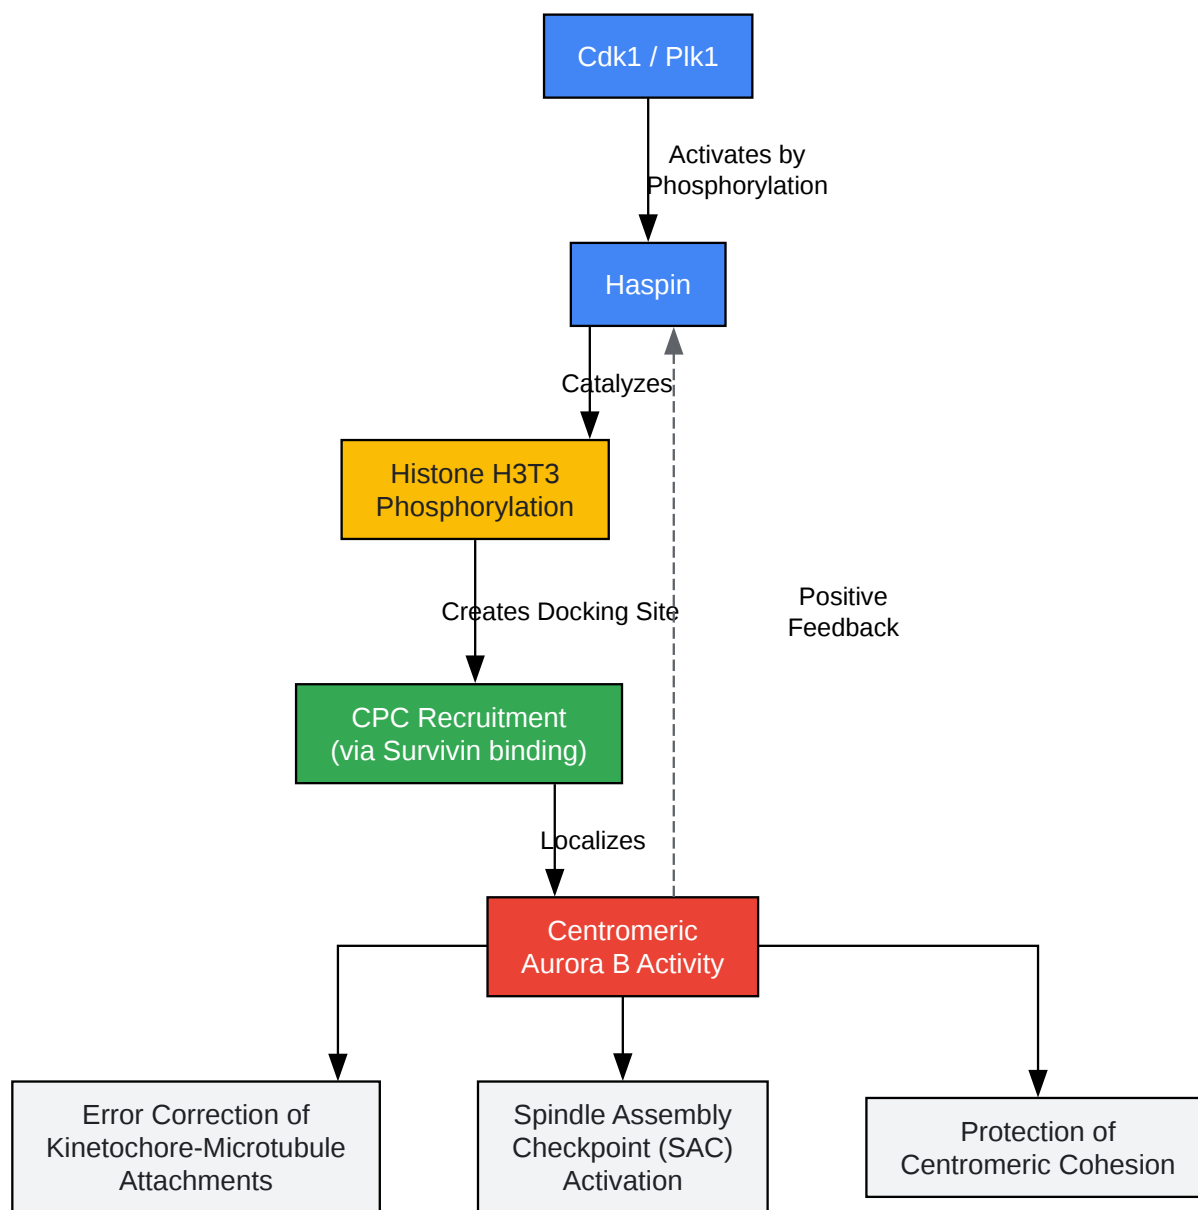 Cdk1 / Plk1
Activates by
Phosphorylation
Haspin
Catalyzes
Histone H3T3
Phosphorylation
Creates Docking Site
Positive
Feedback
CPC Recruitment
(via Survivin binding)
Localizes
Centromeric
Aurora B Activity
Error Correction of
Kinetochore-Microtubule
Attachments
Spindle Assembly
Checkpoint (SAC)
Activation
Protection of
Centromeric Cohesion